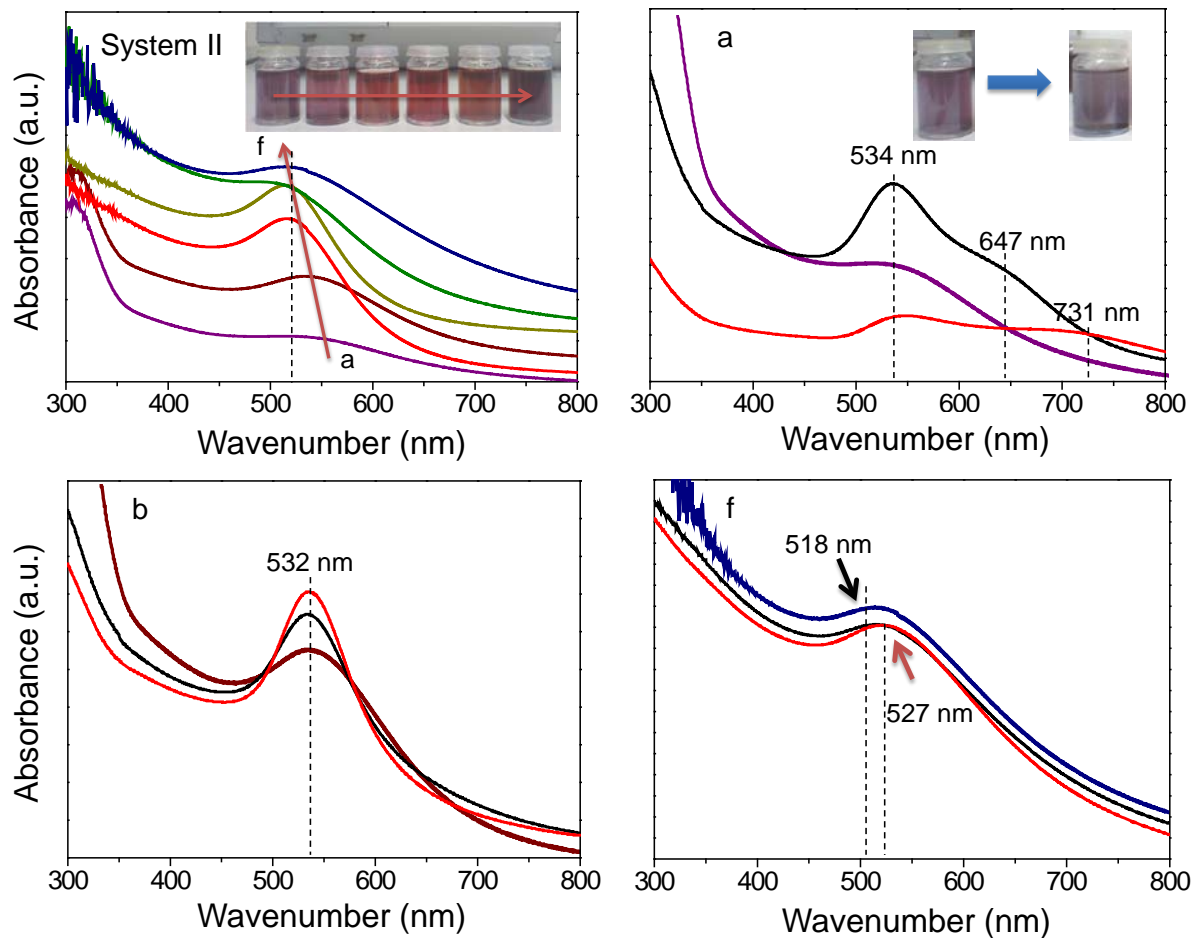 System II
f
a
Absorbance (a.u.)
300 400 500 600 700 800
Wavenumber (nm)
a
534 nm
647 nm
731 nm
300 400 500 600 700 800
Wavenumber (nm)
b
532 nm
Absorbance (a.u.)
300 400 500 600 700 800
Wavenumber (nm)
f
518 nm
527 nm
300 400 500 600 700 800
Wavenumber (nm)